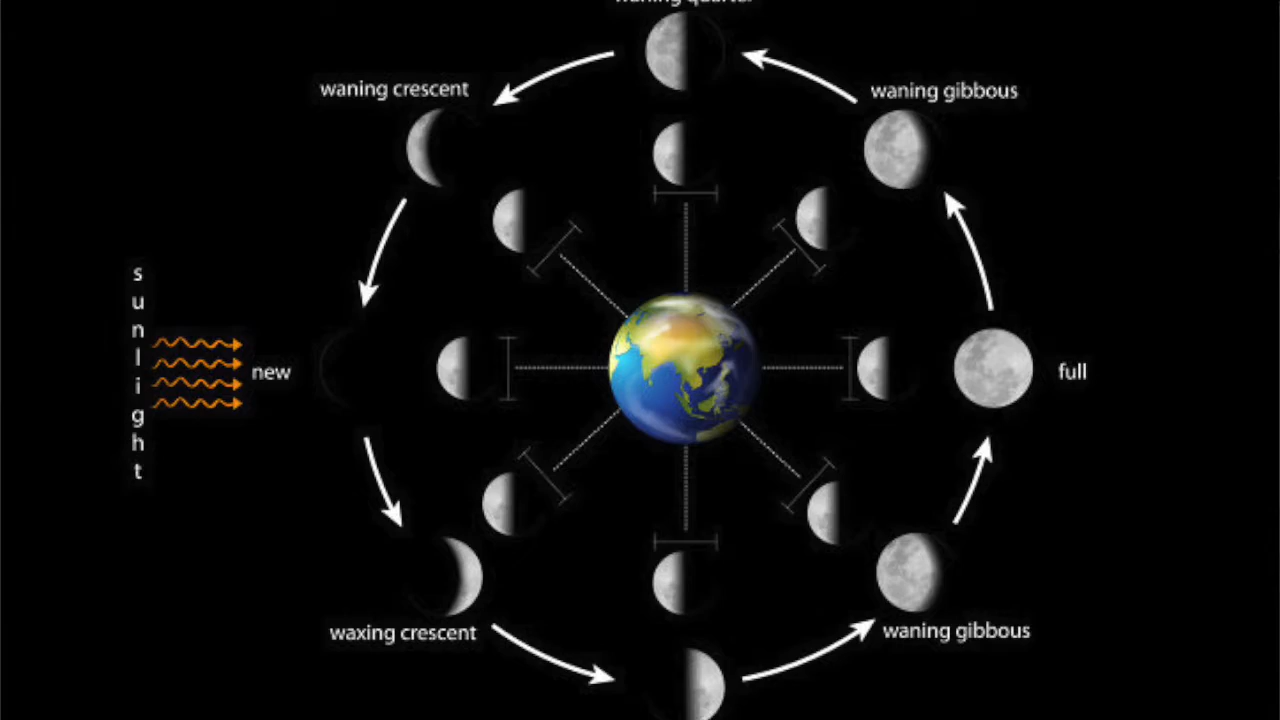 waning quarter
waning crescent
waning gibbous
sunlight
new
full
waxing crescent
waning gibbous